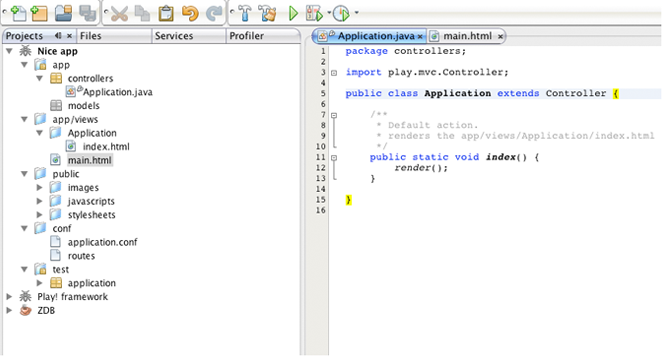 Projects
Files
Services
Profiler
Nice app
app
controllers
Application.java
models
app/views
Application
index.html
main.html
public
images
javascripts
stylesheets
conf
application.conf
routes
test
application
Play! framework
ZDB
Application.java
main.html
1 package controllers;
2
3 import play.mvc.Controller;
4
5 public class Application extends Controller {
6
7 /**
8 * Default action.
9 * renders the app/views/Application/index.html
10 */
11 public static void index() {
12 render();
13 }
14
15 }
16